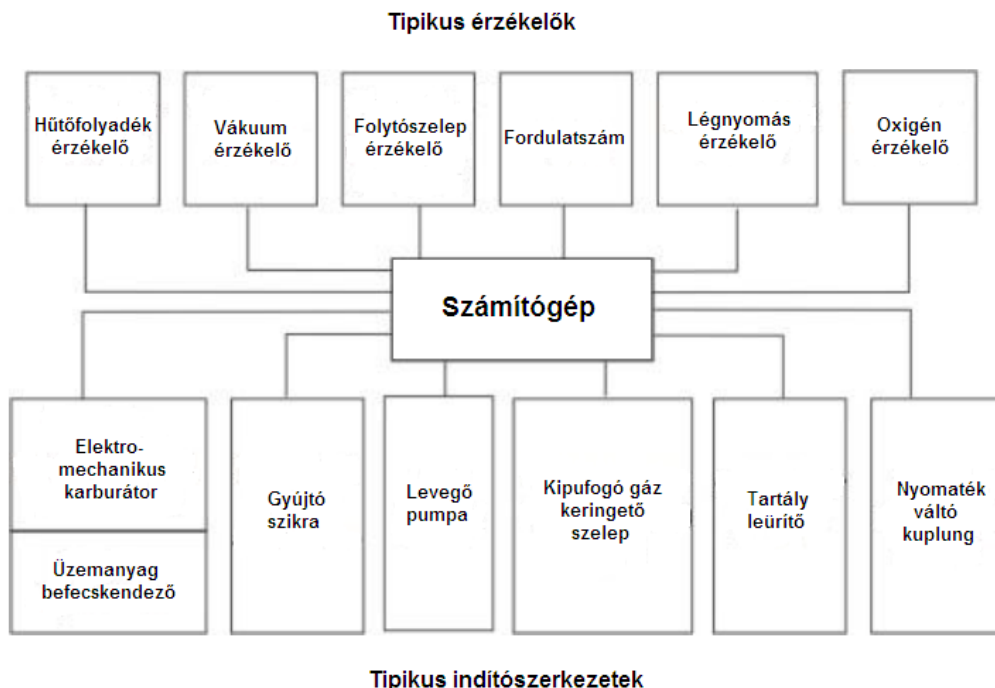 Tipikus érzékelők
Hűtőfolyadék
érzékelő
Vákuum
érzékelő
Folytószelep
érzékelő
Fordulatszám
Légnyomás
érzékelő
Oxigén
érzékelő
Számítógép
Elektro-
mechanikus
karburátor
Üzemanyag
befecskendező
Gyújtó
szikra
Levegő
pumpa
Kipufogó gáz
keringető
szelep
Tartály
leürítő
Nyomaték
váltó
kuplung
Tipikus indítószerkezetek